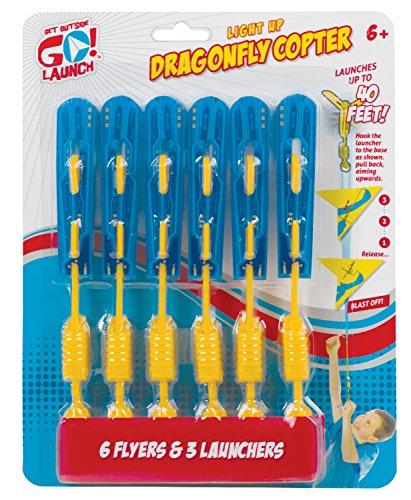 GET OUTSIDE
GO!
LAUNCH
LIGHT UP
DRAGONFLY COPTER
6+
LAUNCHES
UP TO
40
FEET!
Hook the
launcher to
the base
as shown.
pull back,
aiming
upwards.
3
2
1
Release...
BLAST OFF!
6 FLYERS & 3 LAUNCHERS